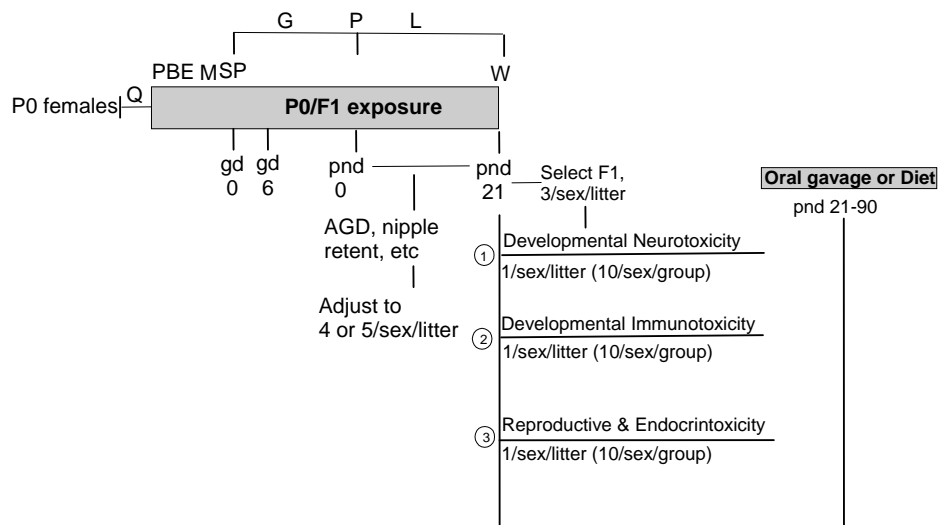 G P L
PBE M SP W
P0 females Q
P0/F1 exposure
gd
0
gd
6
pnd
0
pnd
21
Select F1,
3/sex/litter
Oral gavage or Diet
pnd 21-90
AGD, nipple
retent, etc
Adjust to
4 or 5/sex/litter
1 Developmental Neurotoxicity
1/sex/litter (10/sex/group)
2 Developmental Immunotoxicity
1/sex/litter (10/sex/group)
3 Reproductive & Endocrintoxicity
1/sex/litter (10/sex/group)